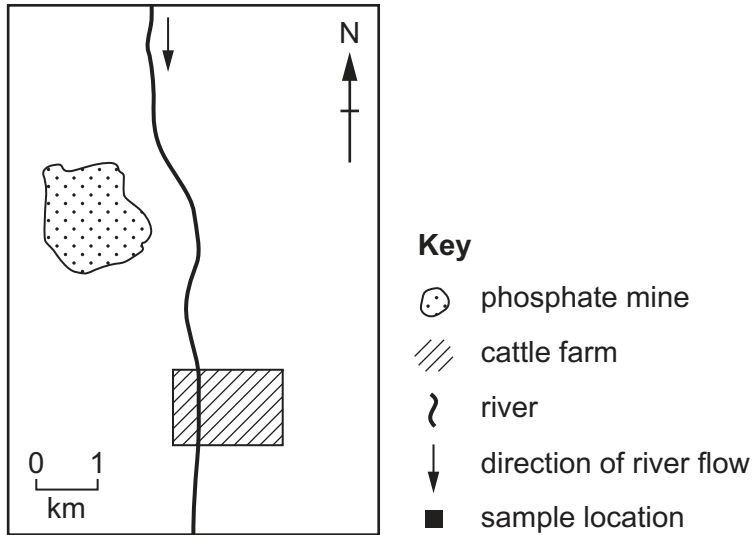 N
0 1
km
Key
phosphate mine
cattle farm
river
direction of river flow
sample location